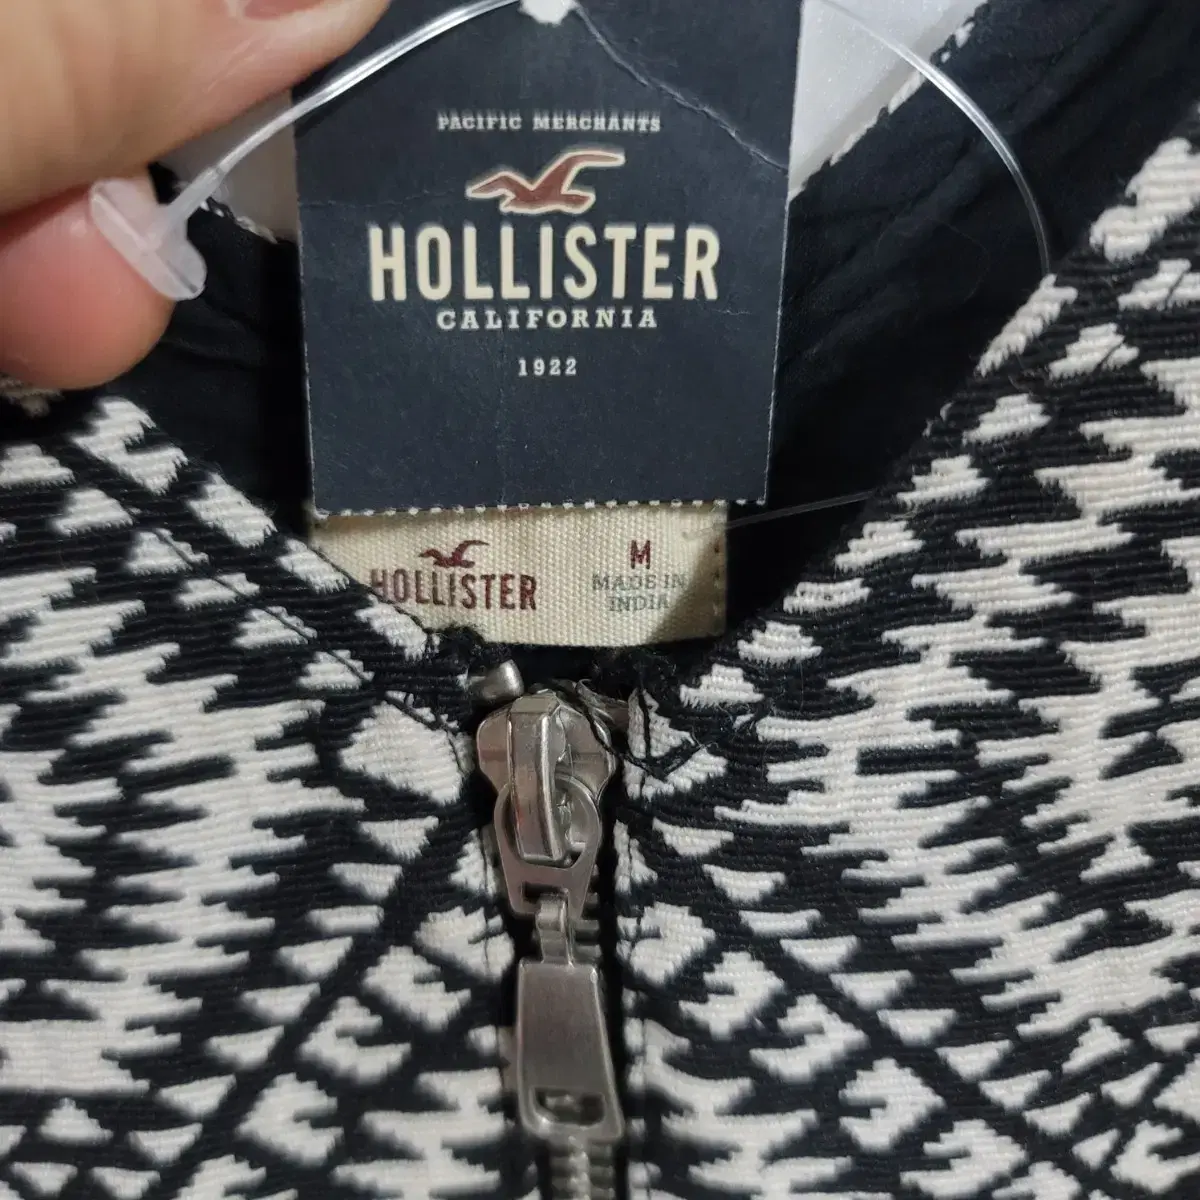 PACIFIC MERCHANTS
HOLLISTER
CALIFORNIA
1922
HOLLISTER
M
MADE IN
INDIA